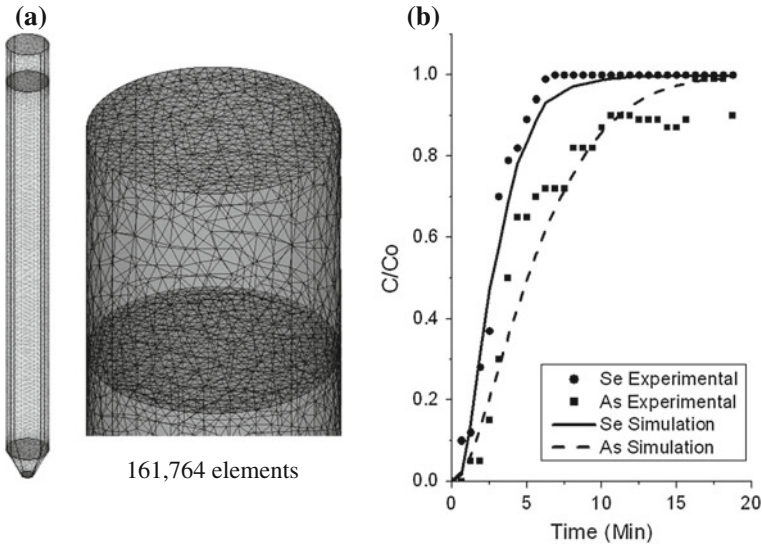 (a)
161,764 elements
(b)
C/Co
1.0
0.8
0.6
0.4
0.2
0.0
Se Experimental
As Experimental
Se Simulation
As Simulation
0 5 10 15 20
Time (Min)